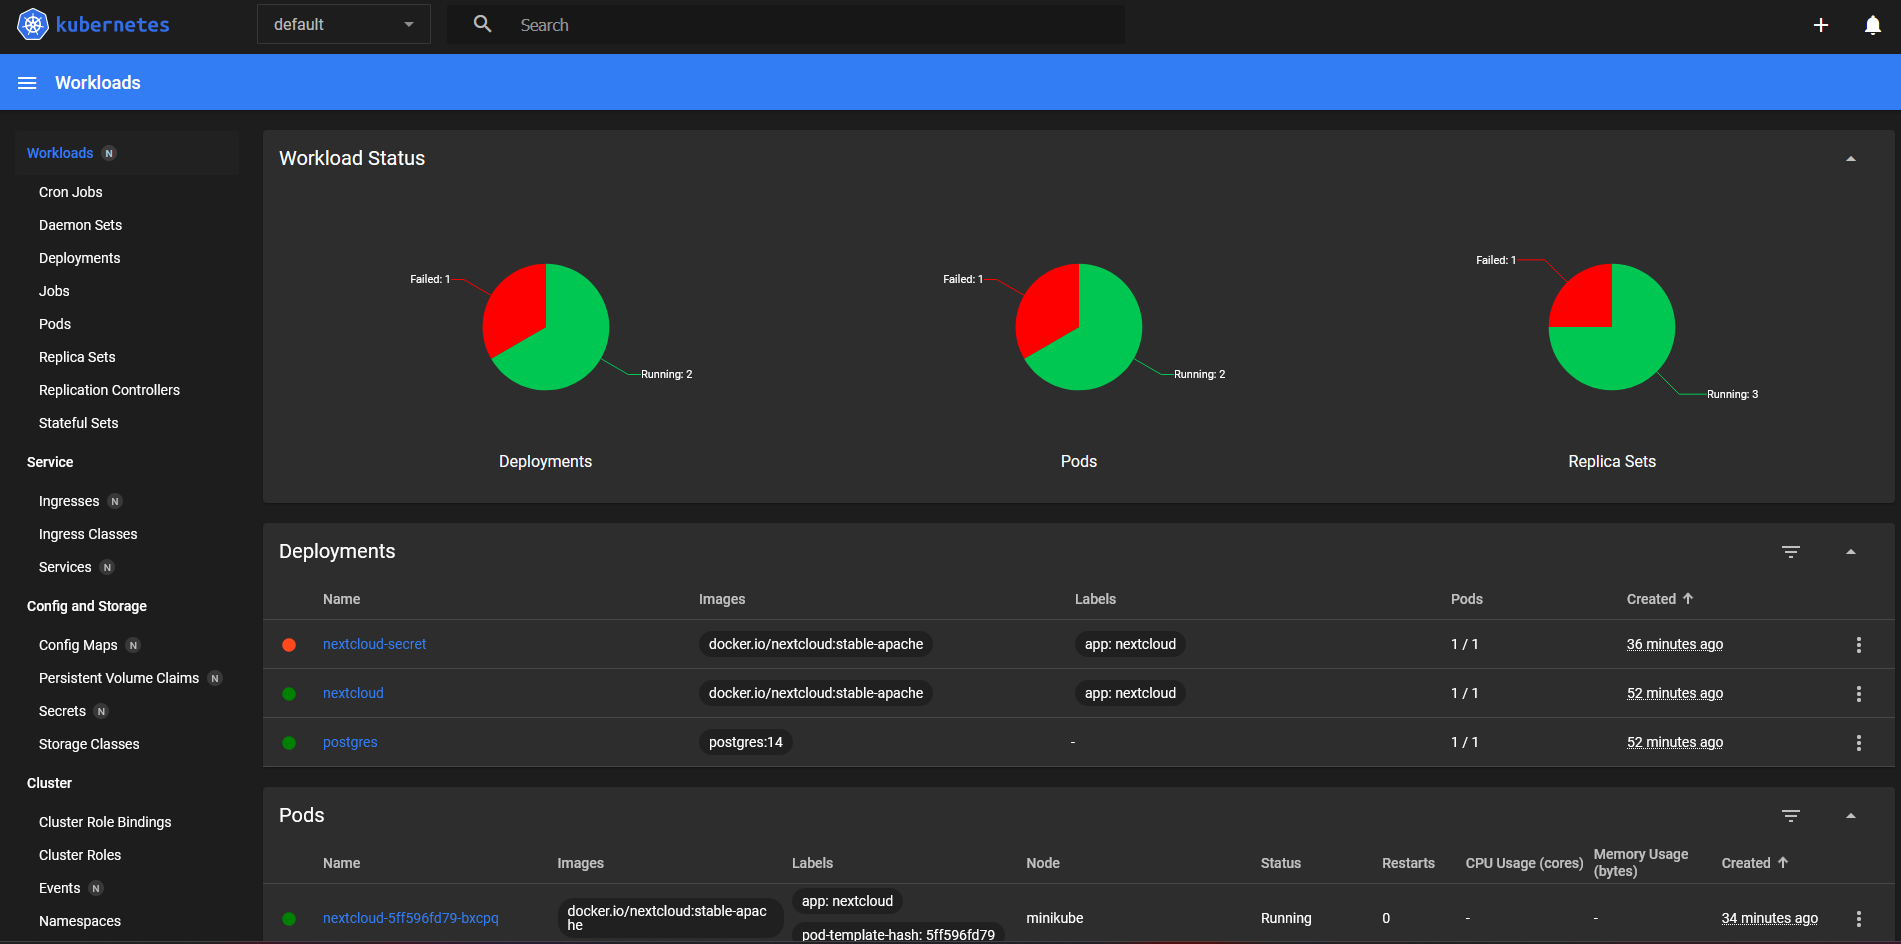 kubernetes
default
Search
Workloads
Workloads N
Cron Jobs
Daemon Sets
Deployments
Jobs
Pods
Replica Sets
Replication Controllers
Stateful Sets
Service
Ingresses N
Ingress Classes
Services N
Config and Storage
Config Maps N
Persistent Volume Claims N
Secrets N
Storage Classes
Cluster
Cluster Role Bindings
Cluster Roles
Events N
Namespaces
Workload Status
Failed: 1
Running: 2
Deployments
Failed: 1
Running: 2
Pods
Failed: 1
Running: 3
Replica Sets
Deployments
Name Images Labels Pods Created
nextcloud-secret docker.io/nextcloud:stable-apache app: nextcloud 1 / 1 36 minutes ago
nextcloud docker.io/nextcloud:stable-apache app: nextcloud 1 / 1 52 minutes ago
postgres postgres:14 - 1 / 1 52 minutes ago
Pods
Name Images Labels Node Status Restarts CPU Usage (cores) Memory Usage
(bytes) Created
nextcloud-5ff596fd79-bxcpq docker.io/nextcloud:stable-apac
he
app: nextcloud
pod-template-hash: 5ff596fd79
minikube Running 0 - - 34 minutes ago